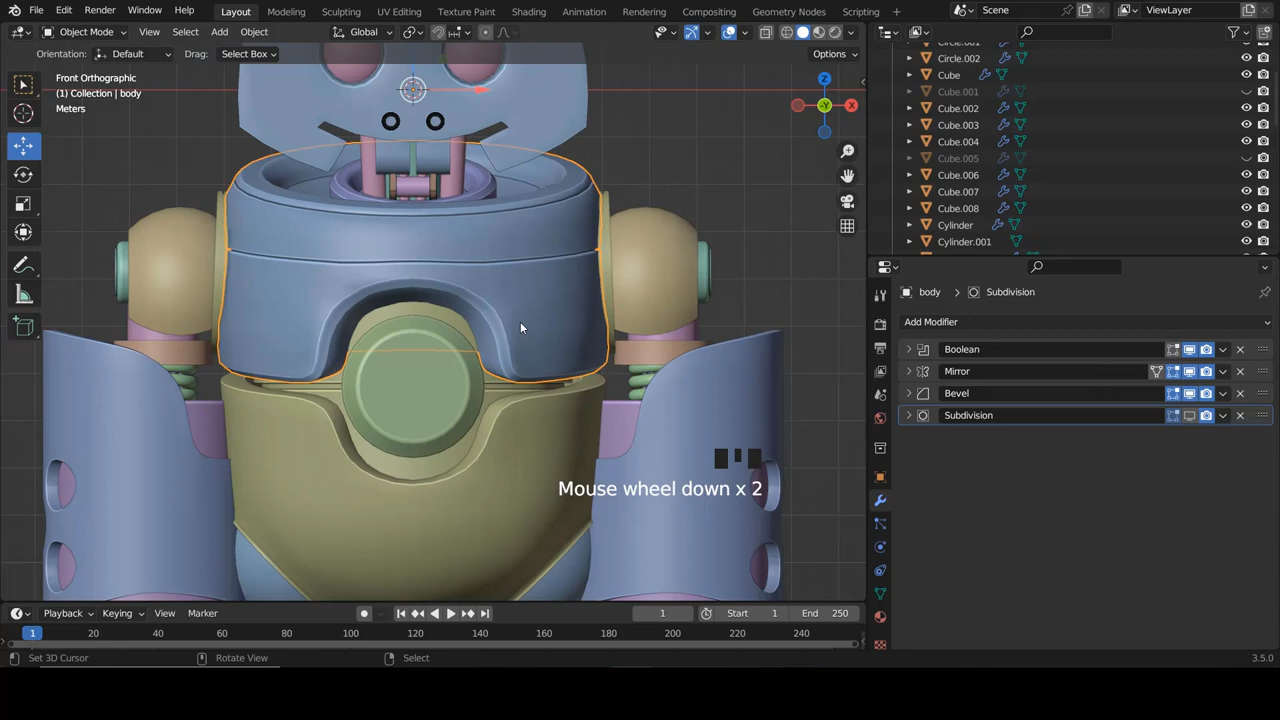 File Edit Render Window Help Layout Modeling Sculpting UV Editing Texture Paint Shading Animation Rendering Compositing Geometry Nodes Scripting Scene ViewLayer
Object Mode View Select Add Object Global
Orientation: Default Drag: Select Box Options
Front Orthographic
(1) Collection | body
Meters
Z
X
-Y
Circle.001
Circle.002
Cube
Cube.001
Cube.002
Cube.003
Cube.004
Cube.005
Cube.006
Cube.007
Cube.008
Cylinder
Cylinder.001
body > Subdivision
Add Modifier
Boolean
Mirror
Bevel
Subdivision
Mouse wheel down x 2
Playback Keying View Marker 1 Start 1 End 250
1 20 40 60 80 100 120 140 160 180 200 220 240
Set 3D Cursor Rotate View Select 3.5.0